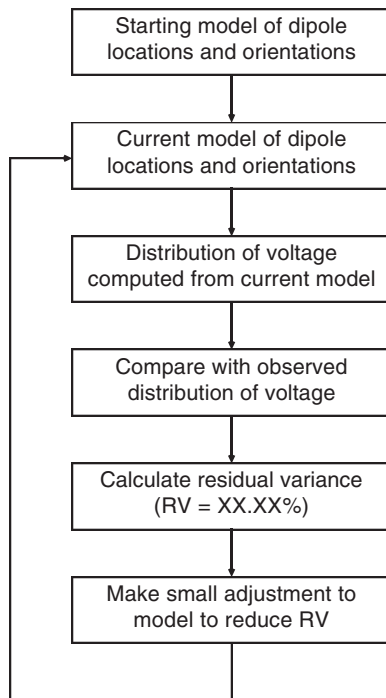 Starting model of dipole
locations and orientations
Current model of dipole
locations and orientations
Distribution of voltage
computed from current model
Compare with observed
distribution of voltage
Calculate residual variance
(RV = XX.XX%)
Make small adjustment to
model to reduce RV